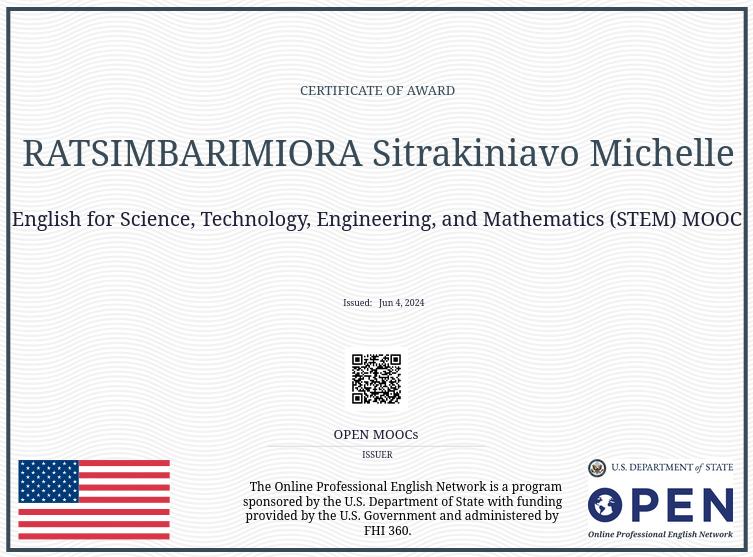 CERTIFICATE OF AWARD
RATSIMBARIMIORA Sitrakiniavo Michelle
English for Science, Technology, Engineering, and Mathematics (STEM) MOOC
Issued: Jun 4, 2024
OPEN MOOCs
ISSUER
The Online Professional English Network is a program
sponsored by the U.S. Department of State with funding
provided by the U.S. Government and administered by
FHI 360.
U.S. DEPARTMENT of STATE
OPEN
Online Professional English Network